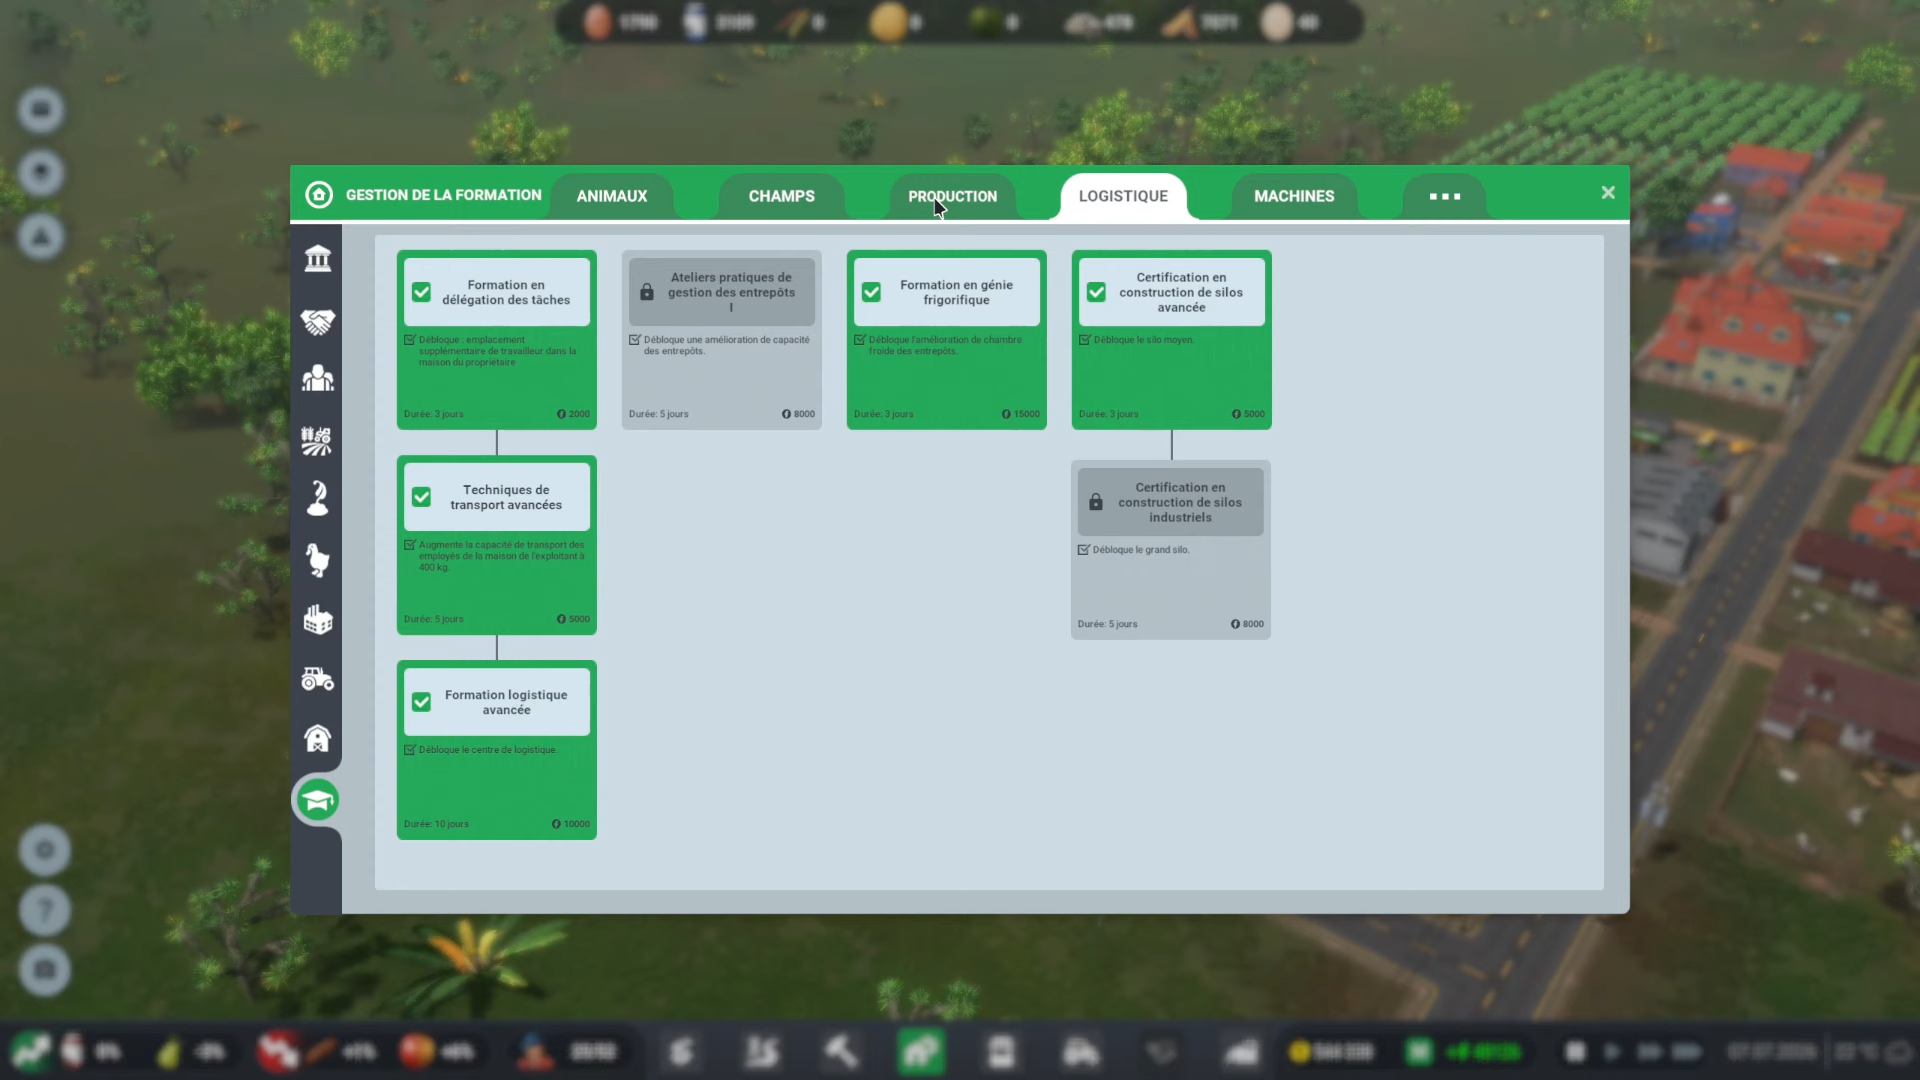 GESTION DE LA FORMATION
ANIMAUX
CHAMPS
PRODUCTION
LOGISTIQUE
MACHINES
Formation en
délégation des tâches
Débloque : emplacement
supplémentaire de travailleur dans la
maison du propriétaire
Durée: 3 jours
2000
Ateliers pratiques de
gestion des entrepôts
I
Débloque une amélioration de capacité
des entrepôts.
Durée: 5 jours
8000
Formation en génie
frigorifique
Débloque l'amélioration de chambre
froide des entrepôts.
Durée: 3 jours
15000
Certification en
construction de silos
avancée
Débloque le silo moyen.
Durée: 3 jours
5000
Techniques de
transport avancées
Augmente la capacité de transport des
employés de la maison de l'exploitant à
400 kg.
Durée: 5 jours
5000
Certification en
construction de silos
industriels
Débloque le grand silo.
Durée: 5 jours
8000
Formation logistique
avancée
Débloque le centre de logistique.
Durée: 10 jours
10000